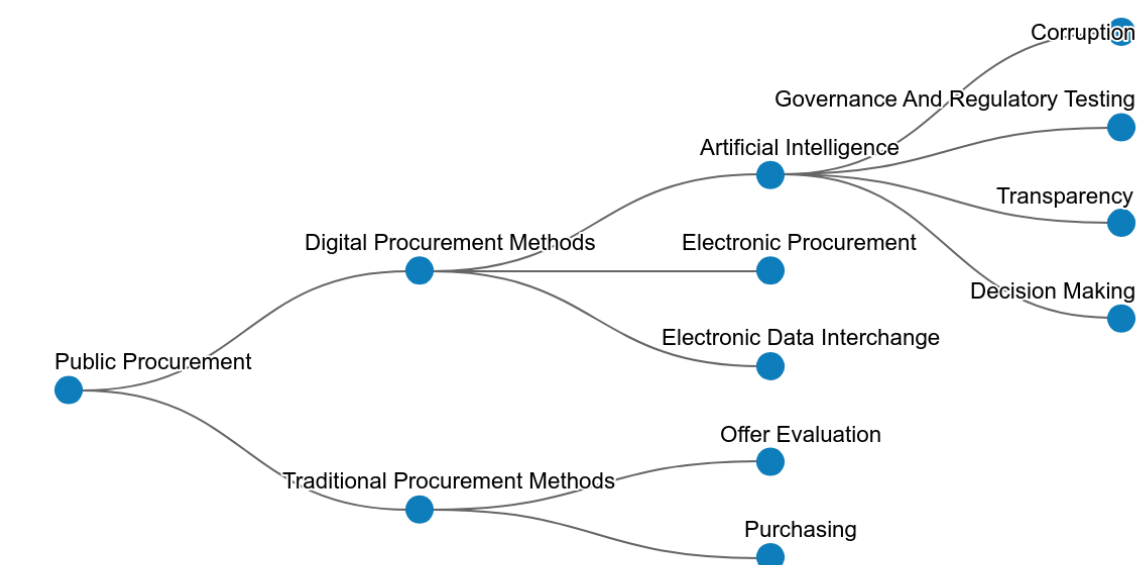 Corruption
Governance And Regulatory Testing
Artificial Intelligence
Transparency
Digital Procurement Methods
Electronic Procurement
Decision Making
Electronic Data Interchange
Public Procurement
Offer Evaluation
Traditional Procurement Methods
Purchasing